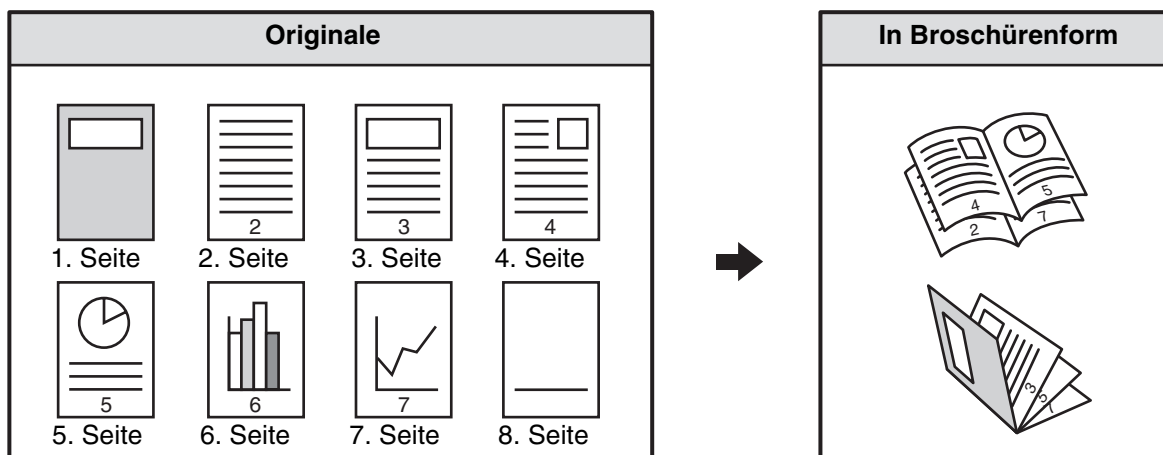 Originale
In Broschürenform
2
3
4
1. Seite
2. Seite
3. Seite
4. Seite
5
6
7
5. Seite
6. Seite
7. Seite
8. Seite
4
5
2
7
3
5
7